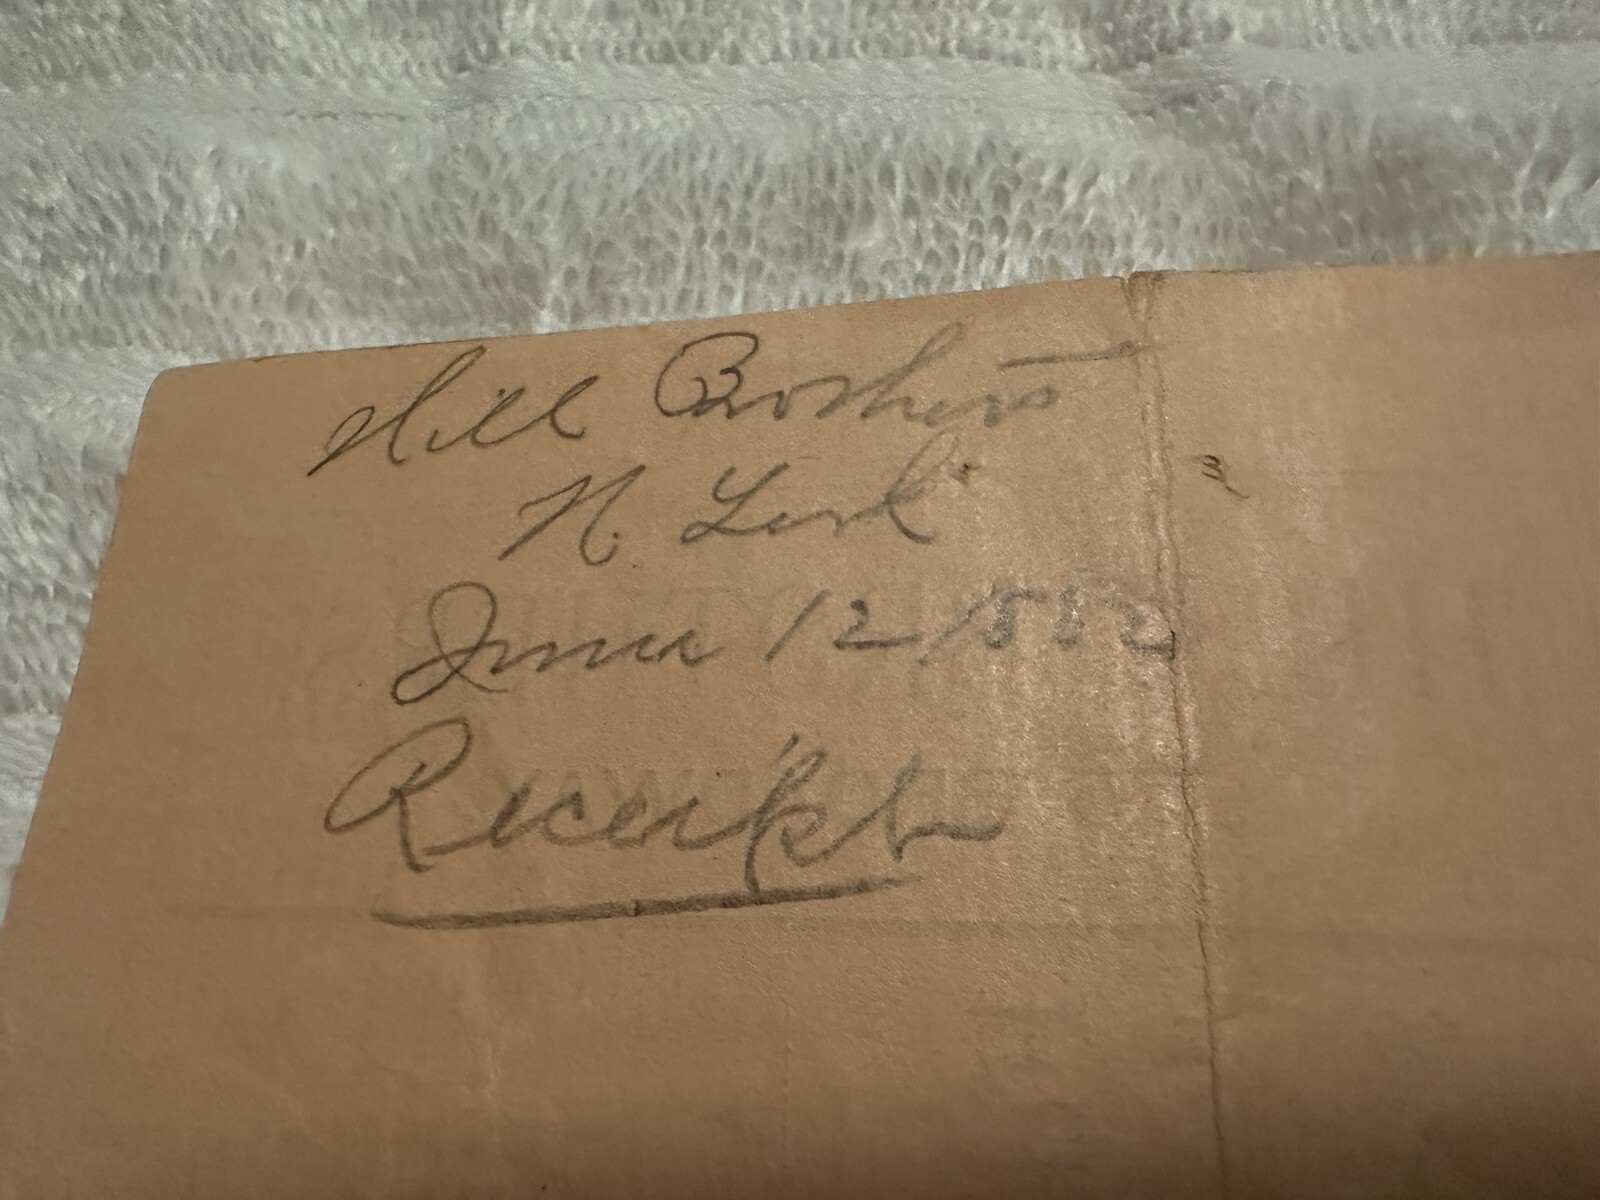 Hill Brothers
N. York
June 12 1882
Receipt